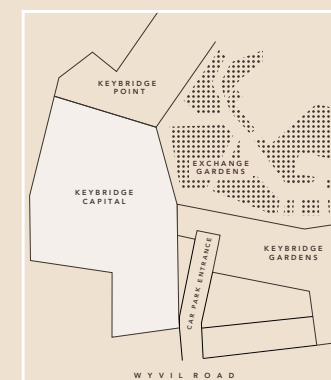 KEYBRIDGE
POINT
EXCHANGE
GARDENS
KEYBRIDGE
CAPITAL
KEYBRIDGE
GARDENS
CAR PARK ENTRANCE
WYVIL ROAD